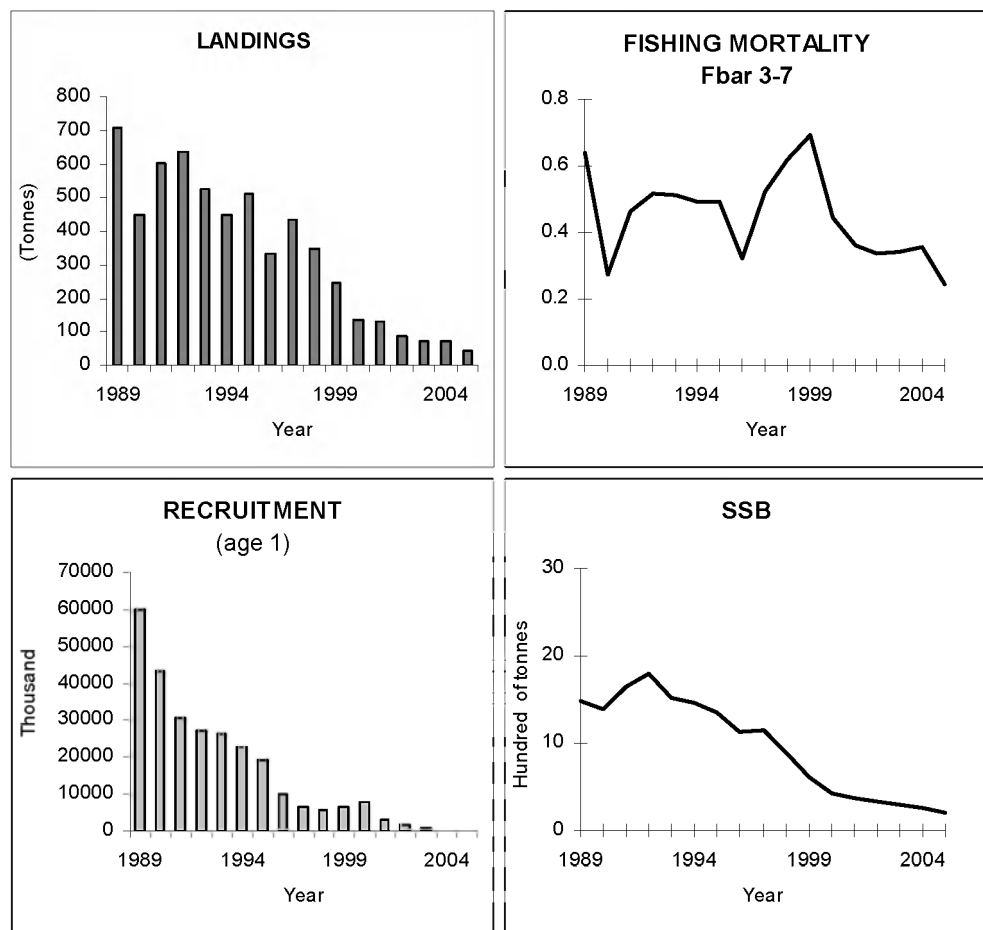 LANDINGS
800
700
600
500
400
300
200
100
0
(Tonnes)
1989 1994 1999 2004
Year
FISHING MORTALITY
Fbar 3-7
0.8
0.6
0.4
0.2
0.0
1989 1994 1999 2004
Year
RECRUITMENT
(age 1)
70000
60000
50000
40000
30000
20000
10000
0
Thousand
1989 1994 1999 2004
Year
SSB
30
20
10
0
Hundred of tonnes
1989 1994 1999 2004
Year